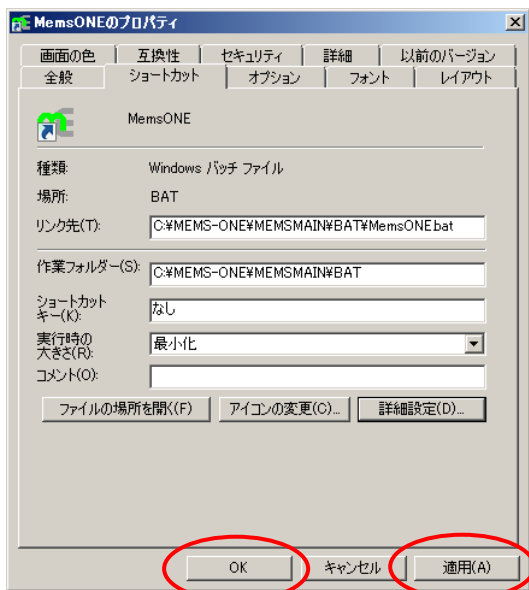 MemsONEのプロパティ
画面の色 互換性 セキュリティ 詳細 以前のバージョン
全般 ショートカット オプション フォント レイアウト
MemsONE
種類: Windows バッチ ファイル
場所: BAT
リンク先(T): C:¥MEMS-ONE¥MEMSMAIN¥BAT¥MemsONE.bat
作業フォルダー(S): C:¥MEMS-ONE¥MEMSMAIN¥BAT
ショートカット
キー(K): なし
実行時の
大きさ(R): 最小化
コメント(O):
ファイルの場所を開く(F) アイコンの変更(C)... 詳細設定(D)...
OK キャンセル 適用(A)